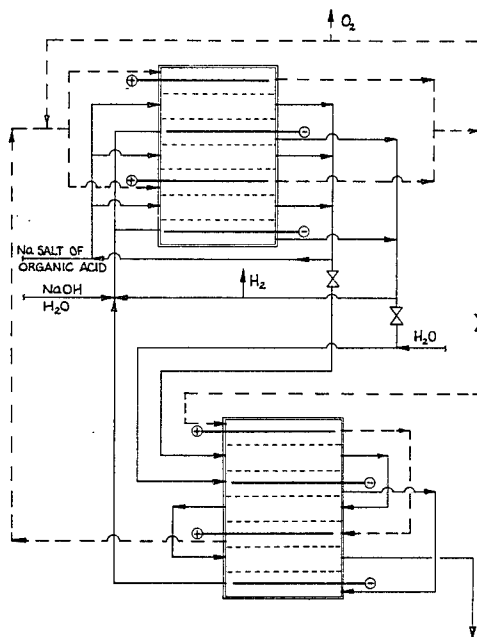 O₂
⊕
⊖
⊕
⊖
Na SALT OF
ORGANIC ACID
H₂
NaOH
H₂O
H₂O
⊕
⊖
⊕
⊖